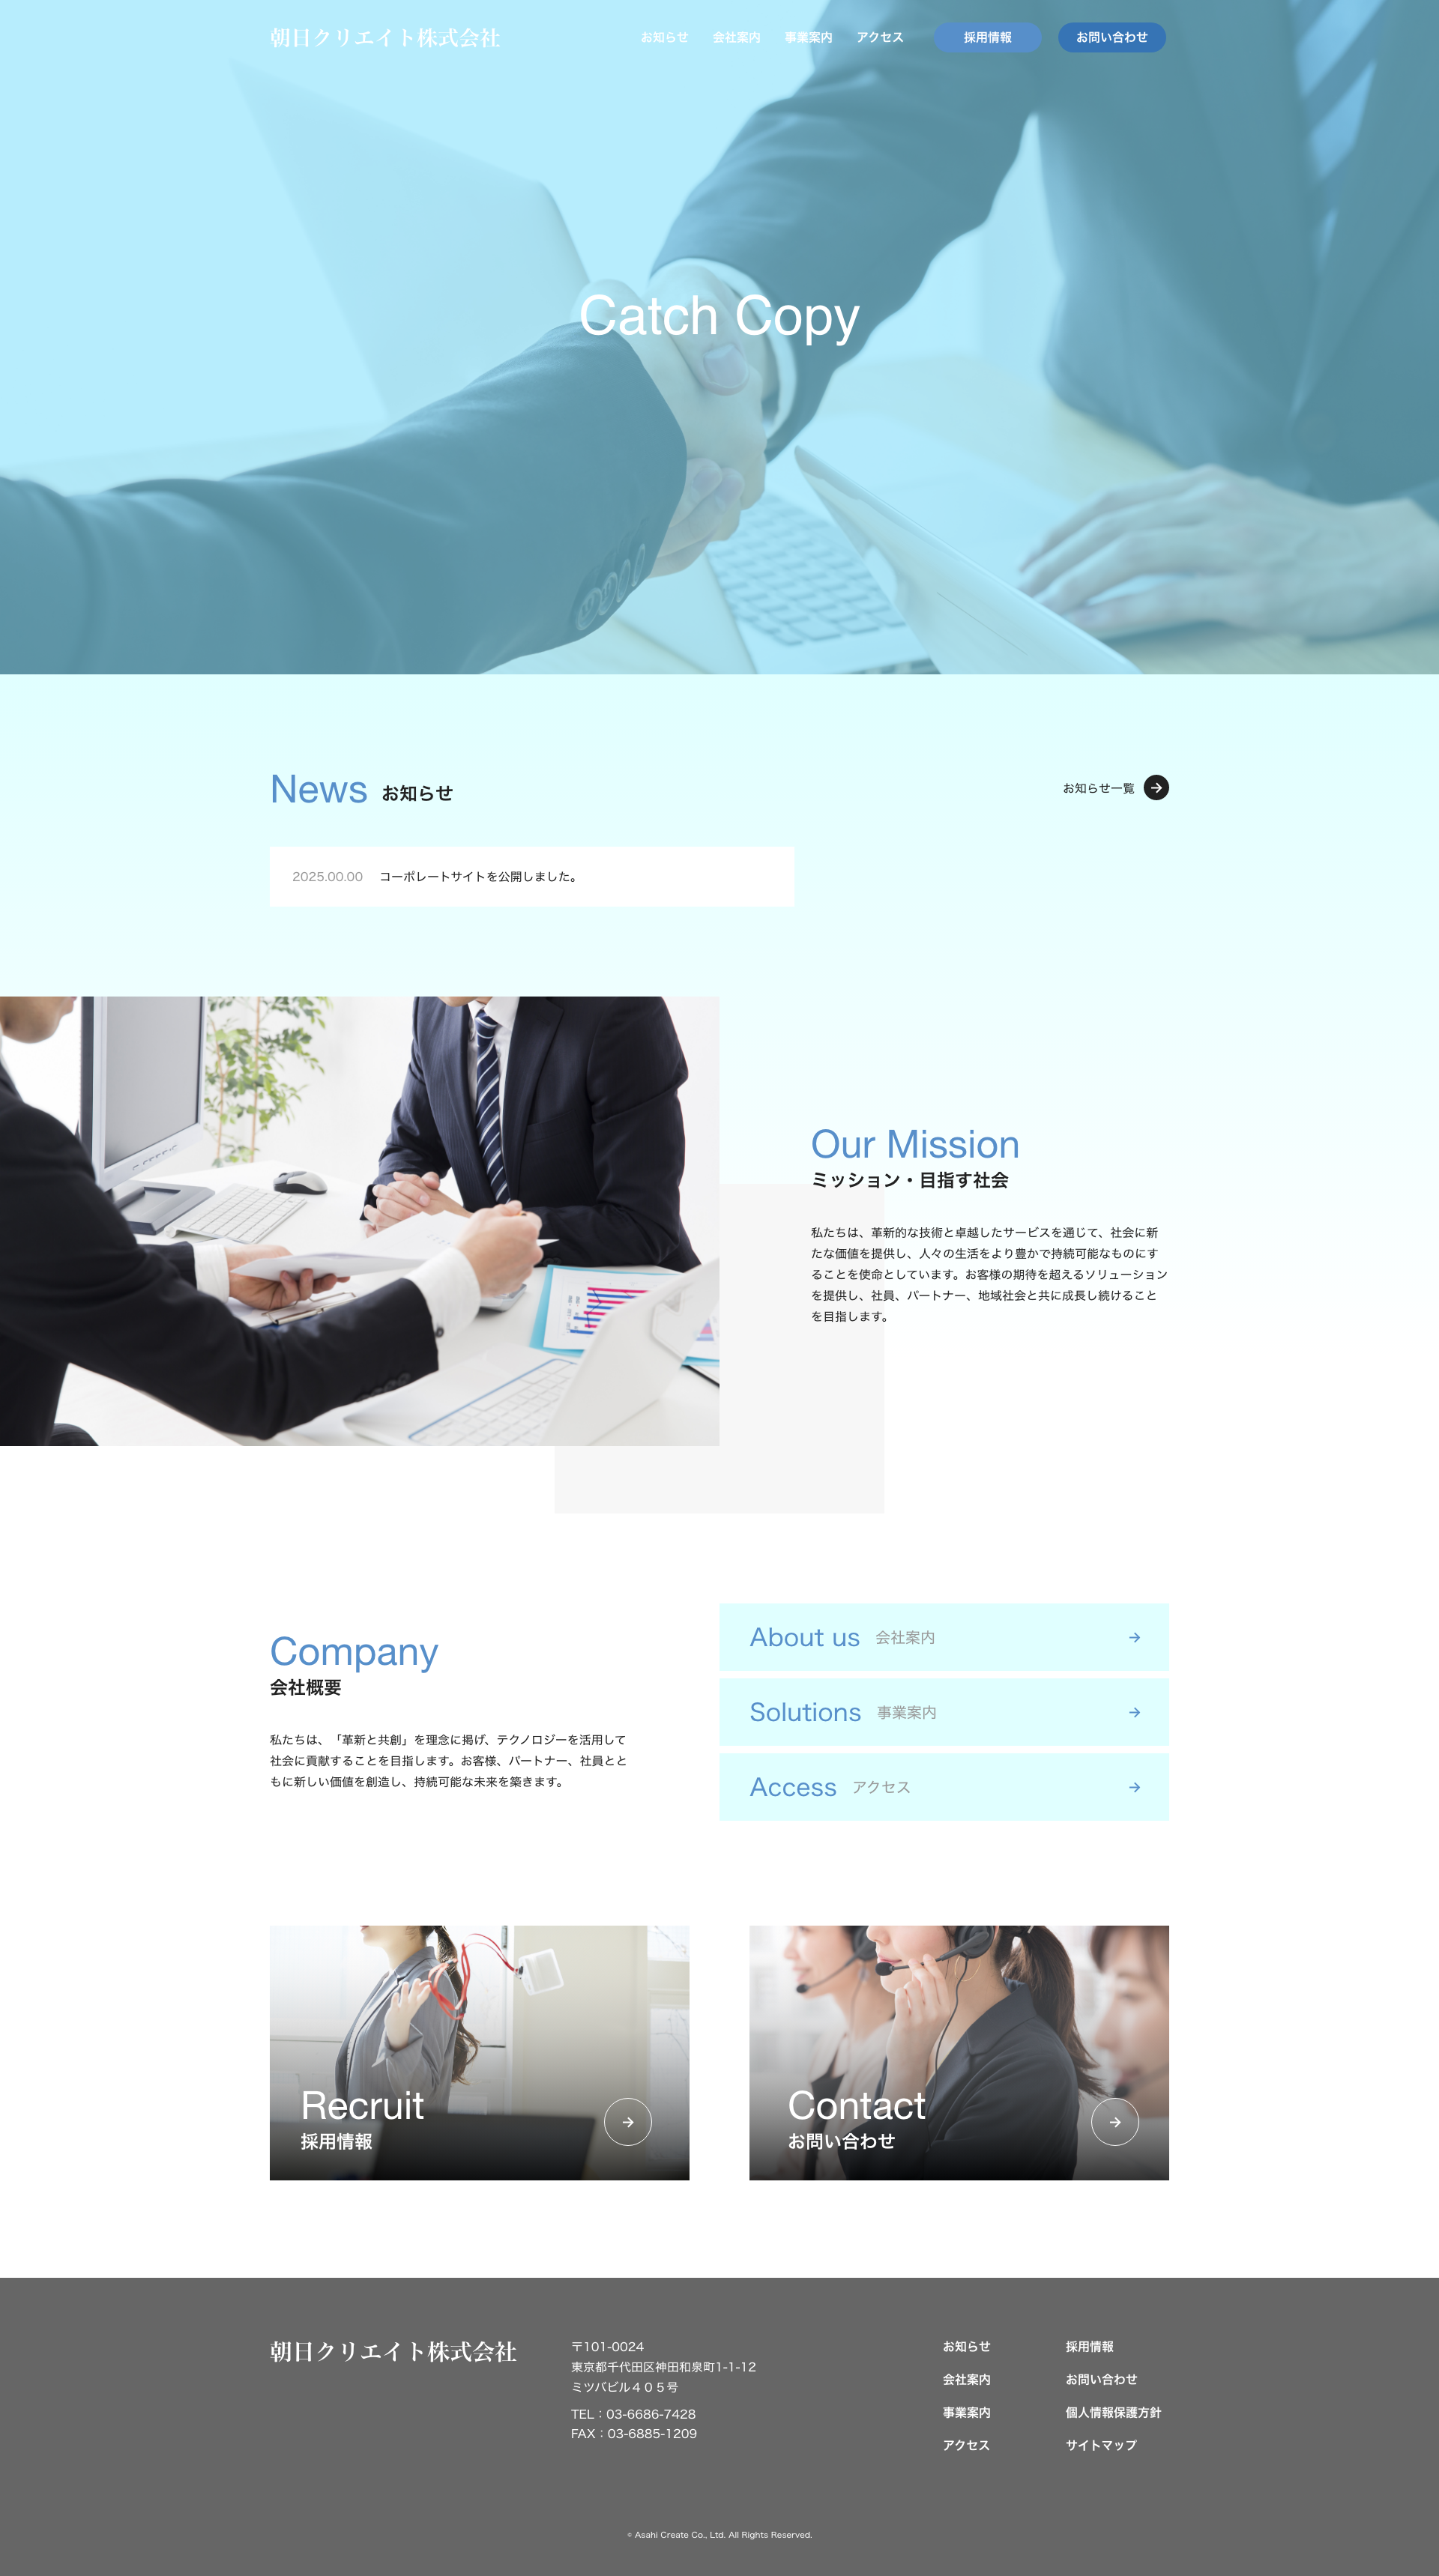 朝日クリエイト株式会社
お知らせ 会社案内 事業案内 アクセス 採用情報 お問い合わせ
Catch Copy
News お知らせ
お知らせ一覧
2025.00.00 コーポレートサイトを公開しました。
Our Mission
ミッション・目指す社会
私たちは、革新的な技術と卓越したサービスを通じて、社会に新
たな価値を提供し、人々の生活をより豊かで持続可能なものにす
ることを使命としています。お客様の期待を超えるソリューション
を提供し、社員、パートナー、地域社会と共に成長し続けること
を目指します。
Company
会社概要
私たちは、「革新と共創」を理念に掲げ、テクノロジーを活用して
社会に貢献することを目指します。お客様、パートナー、社員とと
もに新しい価値を創造し、持続可能な未来を築きます。
About us 会社案内
Solutions 事業案内
Access アクセス
Recruit
採用情報
Contact
お問い合わせ
朝日クリエイト株式会社
〒101-0024
東京都千代田区神田和泉町1-1-12
ミツバビル４０５号
TEL：03-6686-7428
FAX：03-6885-1209
お知らせ
会社案内
事業案内
アクセス
採用情報
お問い合わせ
個人情報保護方針
サイトマップ
© Asahi Create Co., Ltd. All Rights Reserved.